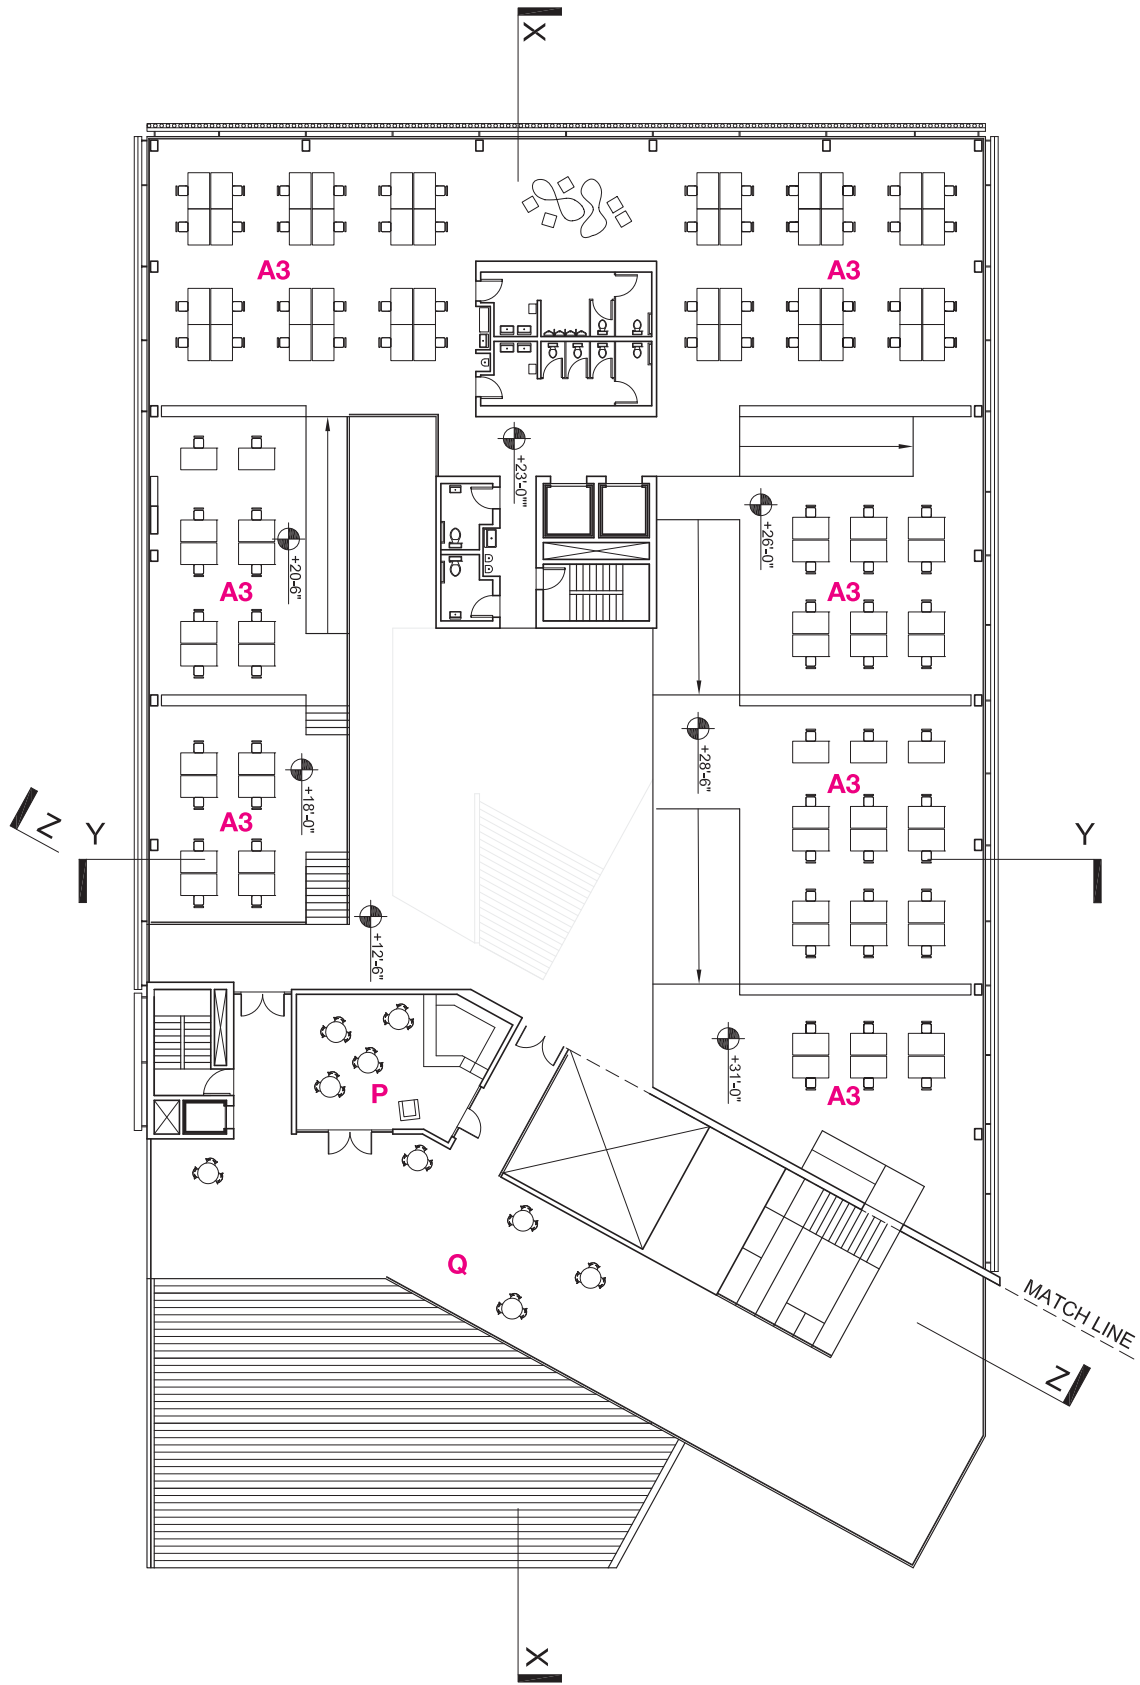 X
A3
A3
+23'-0""
+26'-0"
+20-6"
A3
A3
+28'-6"
+18'-0"
A3
A3
Z
Y
Y
+12'-6"
+31'-0"
P
A3
Q
MATCH LINE
Z
X